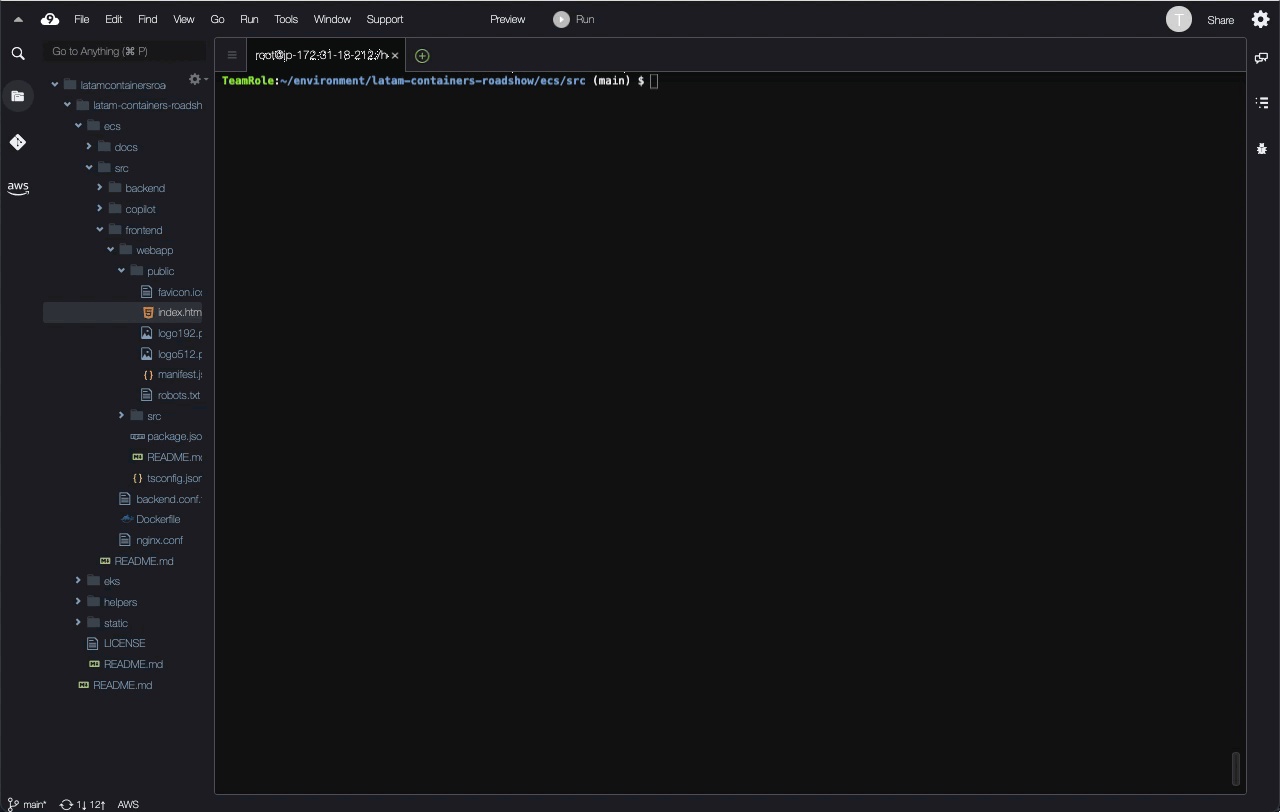 File Edit Find View Go Run Tools Window Support Preview Run T Share
Go to Anything (⌘ P)
latamcontainersroa
latam-containers-roadsh
ecs
docs
src
backend
copilot
frontend
webapp
public
favicon.ic
index.htm
logo192.p
logo512.p
manifest.j
robots.txt
src
package.jso
README.m
tsconfig.jsor
backend.conf.
Dockerfile
nginx.conf
README.md
eks
helpers
static
LICENSE
README.md
README.md
aws
root@ip-172-31-18-212:/h
TeamRole:~/environment/latam-containers-roadshow/ecs/src (main) $
main* 1↓ 12↑ AWS